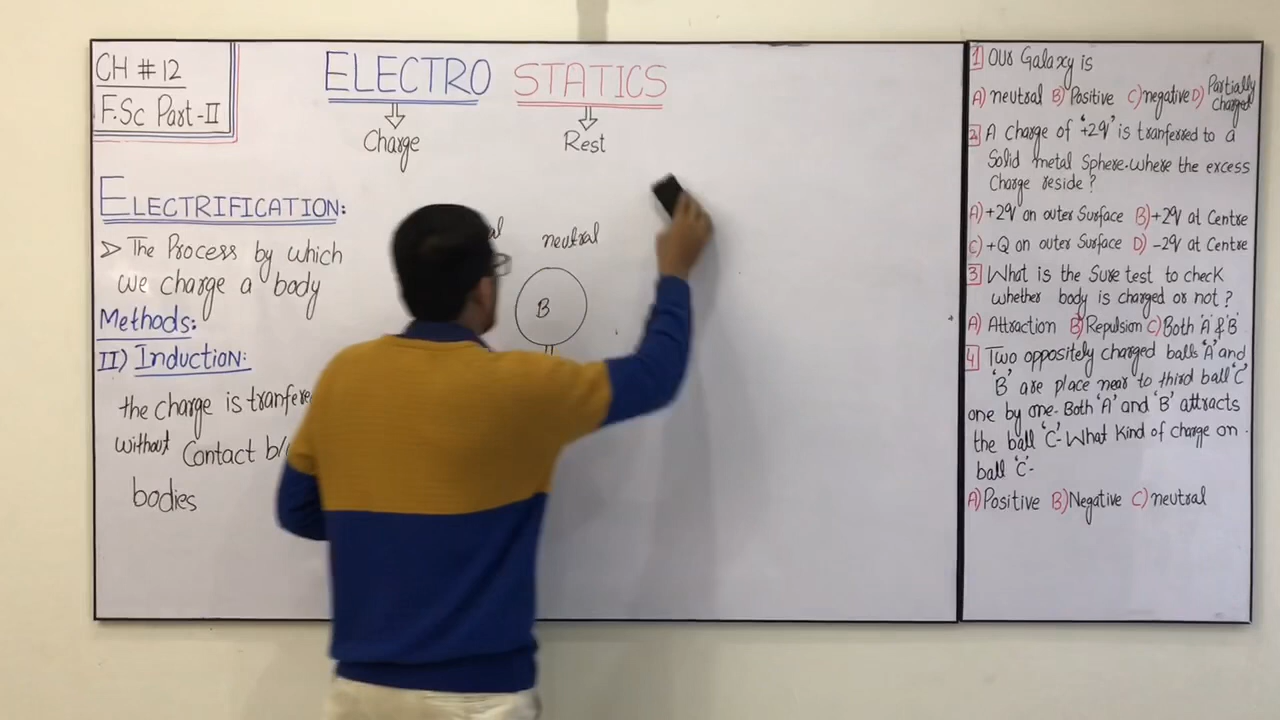 CH # 12
F.Sc Part-II
ELECTRO STATICS
Charge
Rest
ELECTRIFICATION:
The Process by which
we charge a body
Methods:
II) Induction:
the charge is tranfere
without Contact b/
bodies
neutral
B
1 Our Galaxy is
A) neutral B) Positive C) negative D) Partially charged
2 A charge of '+2q' is tranferred to a
Solid metal Sphere. Where the excess
Charge reside?
A) +2q on outer Surface B) +2q at Centre
C) +Q on outer Surface D) -2q at Centre
3 What is the Sure test to check
whether body is charged or not?
A) Attraction B) Repulsion C) Both 'A' & 'B'
4 Two oppositely charged balls 'A' and
'B' are place near to third ball 'C'
one by one. Both 'A' and 'B' attracts
the ball 'C'- What Kind of charge on
ball 'C'-
A) Positive B) Negative C) neutral